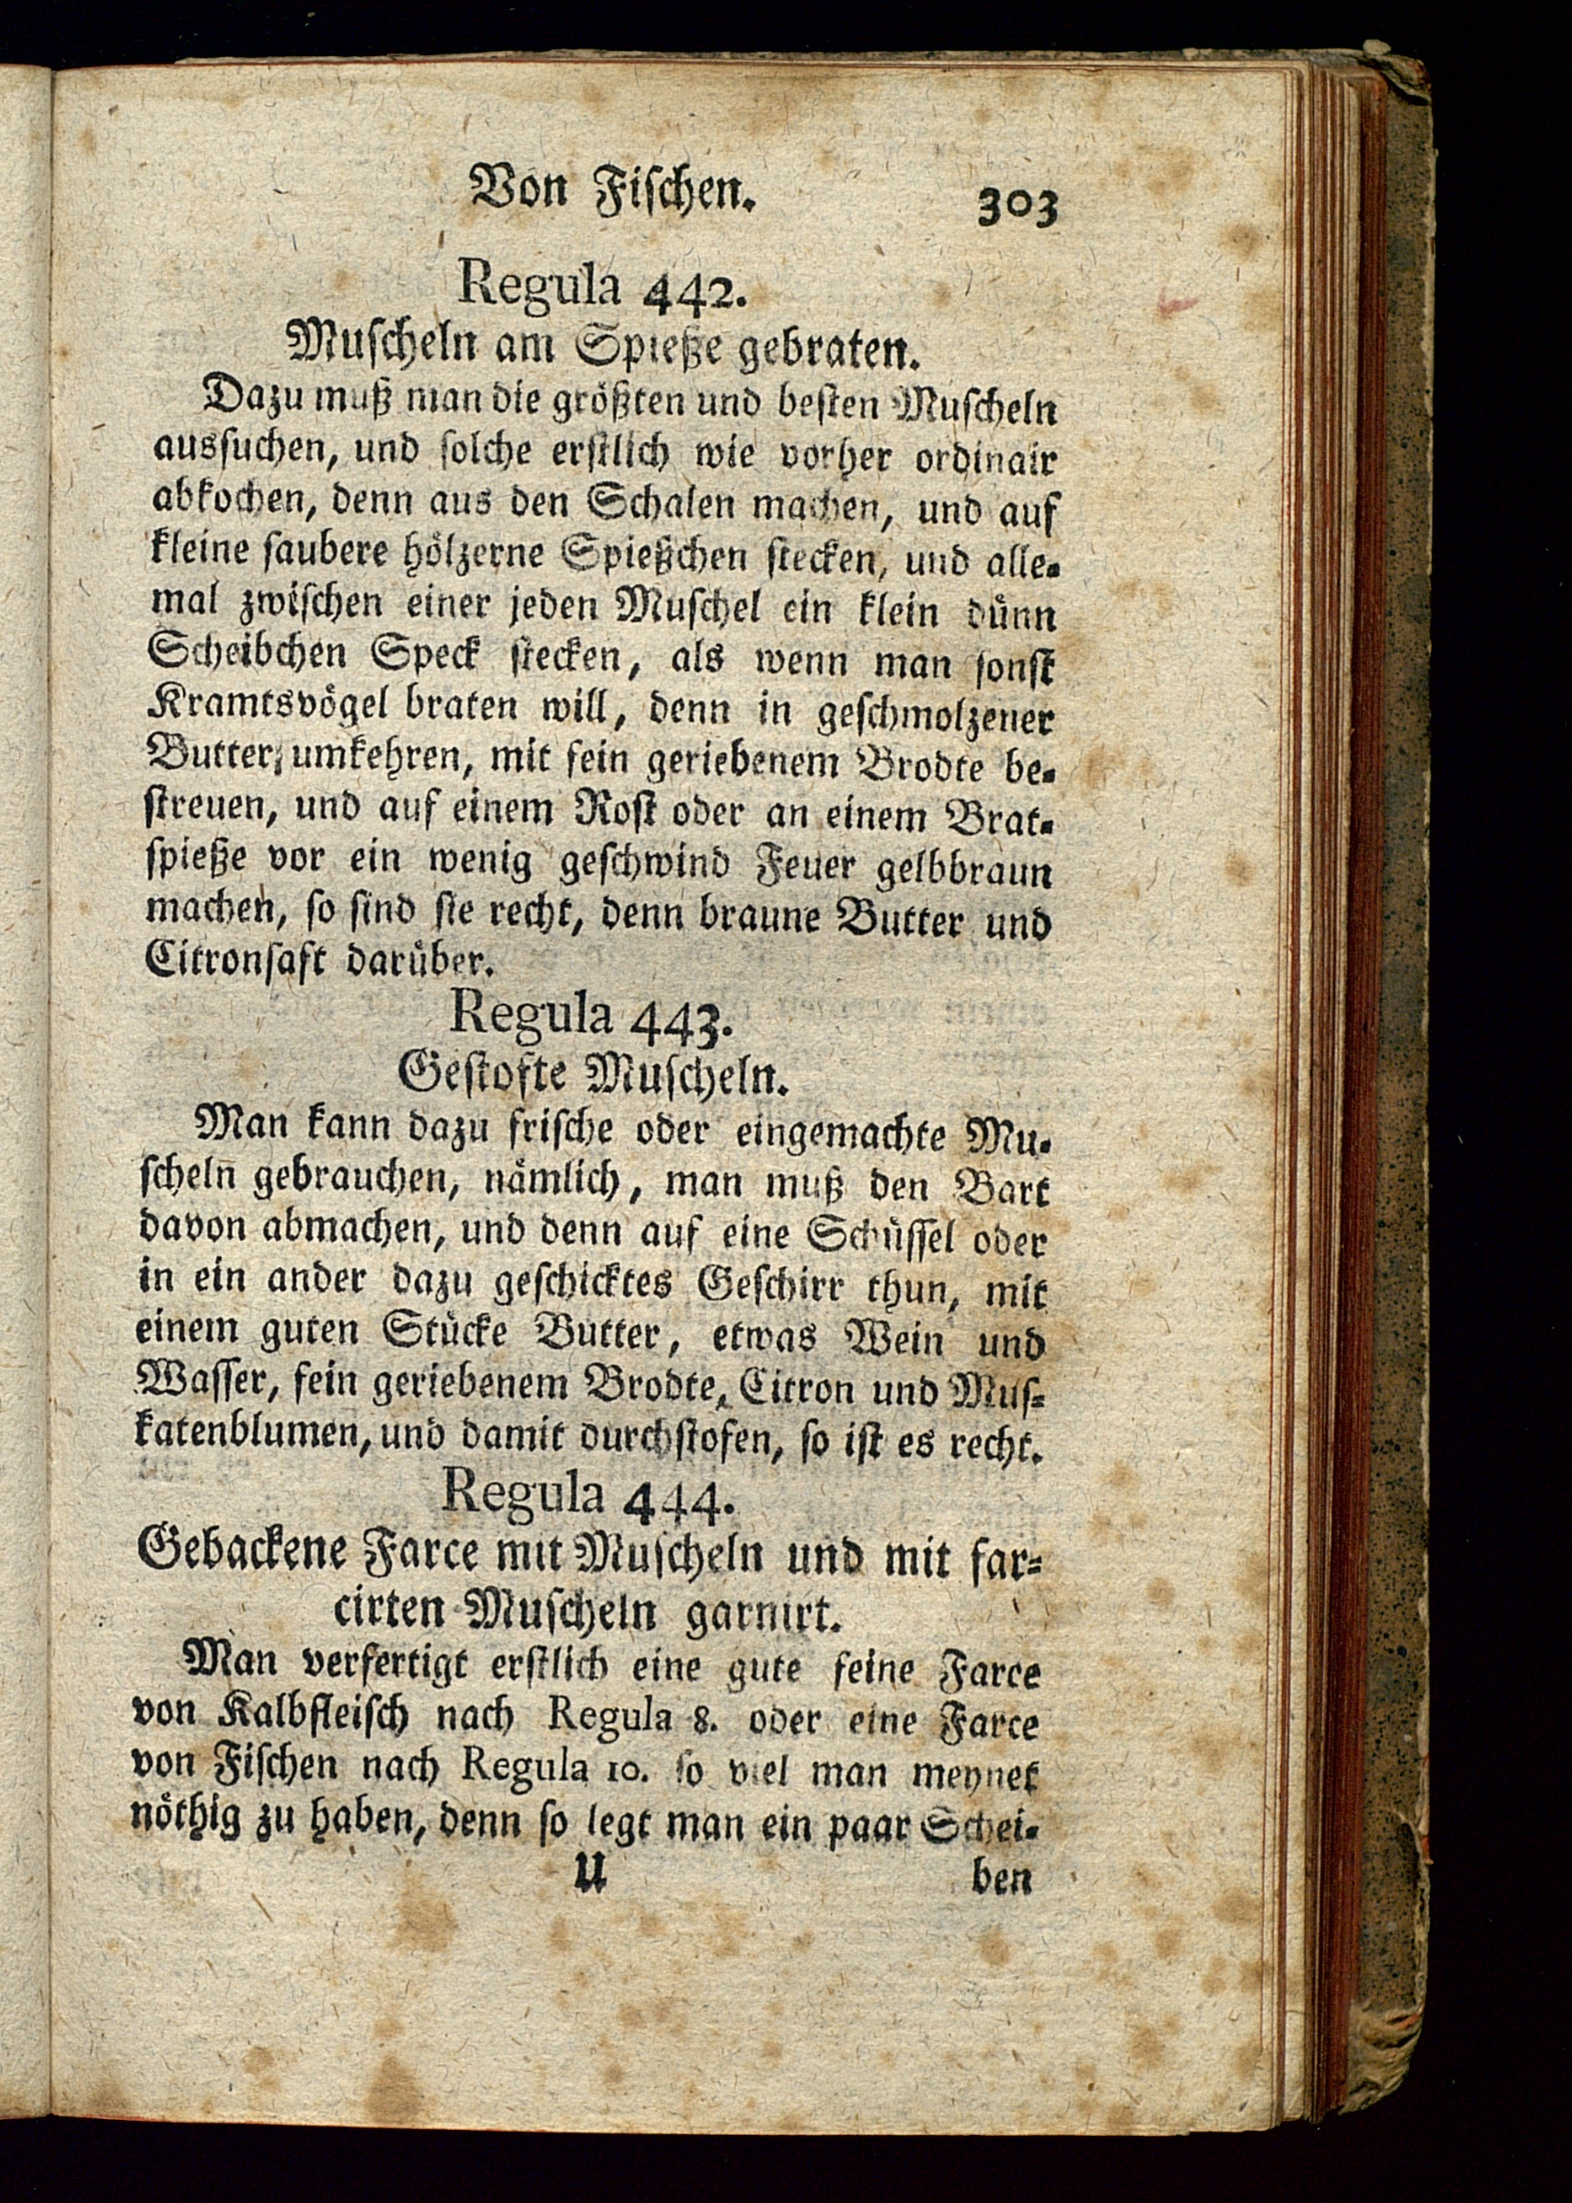 Von Fischen. 303
Regula 442.
Muscheln am Spieße gebraten.
Dazu muß man die größten und besten Muscheln
aussuchen, und solche erstlich wie vorher ordinair
abkochen, denn aus den Schalen machen, und auf
kleine saubere hölzerne Spießchen stecken, und alle-
mal zwischen einer jeden Muschel ein klein dünn
Scheibchen Speck stecken, als wenn man sonst
Kramtsvögel braten will, denn in geschmolzener
Butter umkehren, mit fein geriebenem Brodte be-
streuen, und auf einem Rost oder an einem Brat-
spieße vor ein wenig geschwind Feuer gelbbraun
machen, so sind sie recht, denn braune Butter und
Citronsaft darüber.
Regula 443.
Gestofte Muscheln.
Man kann dazu frische oder eingemachte Mu-
scheln gebrauchen, nämlich, man muß den Bart
davon abmachen, und denn auf eine Schüssel oder
in ein ander dazu geschicktes Geschirr thun, mit
einem guten Stücke Butter, etwas Wein und
Wasser, fein geriebenem Brodte, Citron und Mus-
katenblumen, und damit durchstofen, so ist es recht.
Regula 444.
Gebackene Farce mit Muscheln und mit far-
cirten Muscheln garnirt.
Man verfertigt erstlich eine gute feine Farce
von Kalbfleisch nach Regula 8. oder eine Farce
von Fischen nach Regula 10. so viel man meynet
nöthig zu haben, denn so legt man ein paar Schei-
U ben